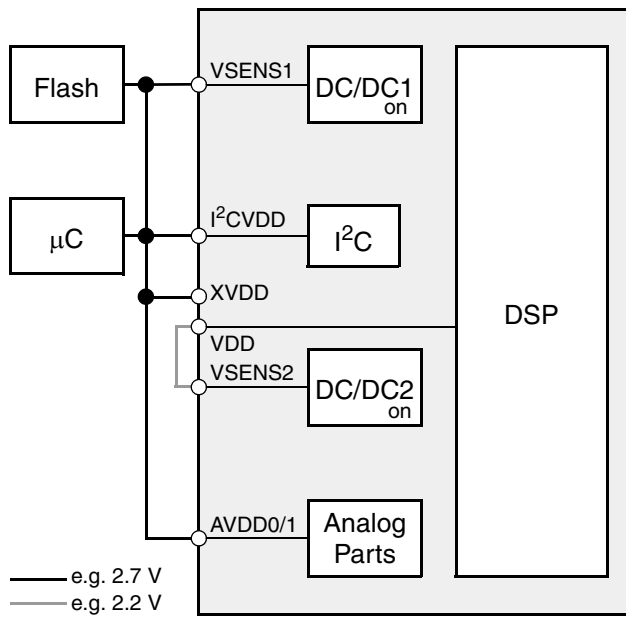 Flash
VSENS1
DC/DC1
on
μC
I²CVDD
I²C
XVDD
DSP
VDD
VSENS2
DC/DC2
on
AVDD0/1
Analog
Parts
e.g. 2.7 V
e.g. 2.2 V